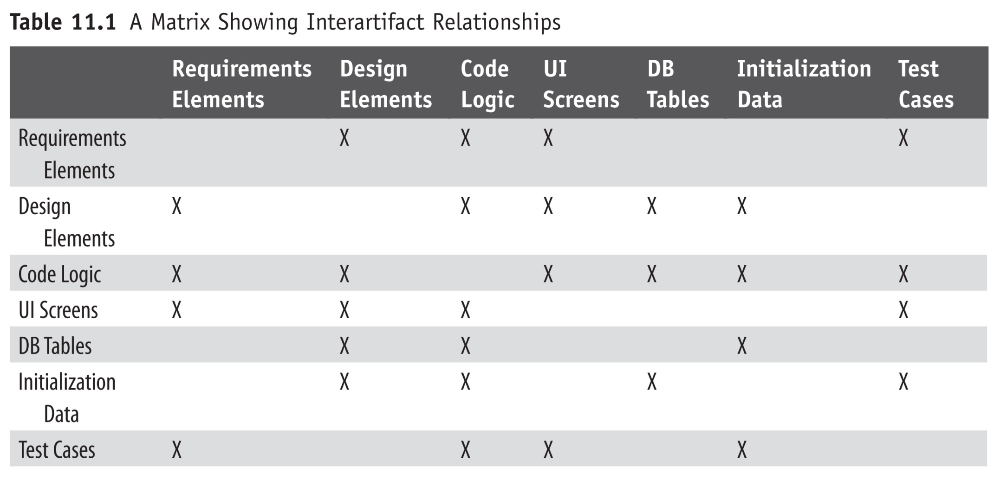 Table 11.1 A Matrix Showing Interartifact Relationships
Requirements Elements Design Elements Code Logic UI Screens DB Tables Initialization Data Test Cases
Requirements Elements X X X X
Design Elements X X X X X
Code Logic X X X X X X
UI Screens X X X X
DB Tables X X X
Initialization Data X X X X
Test Cases X X X X